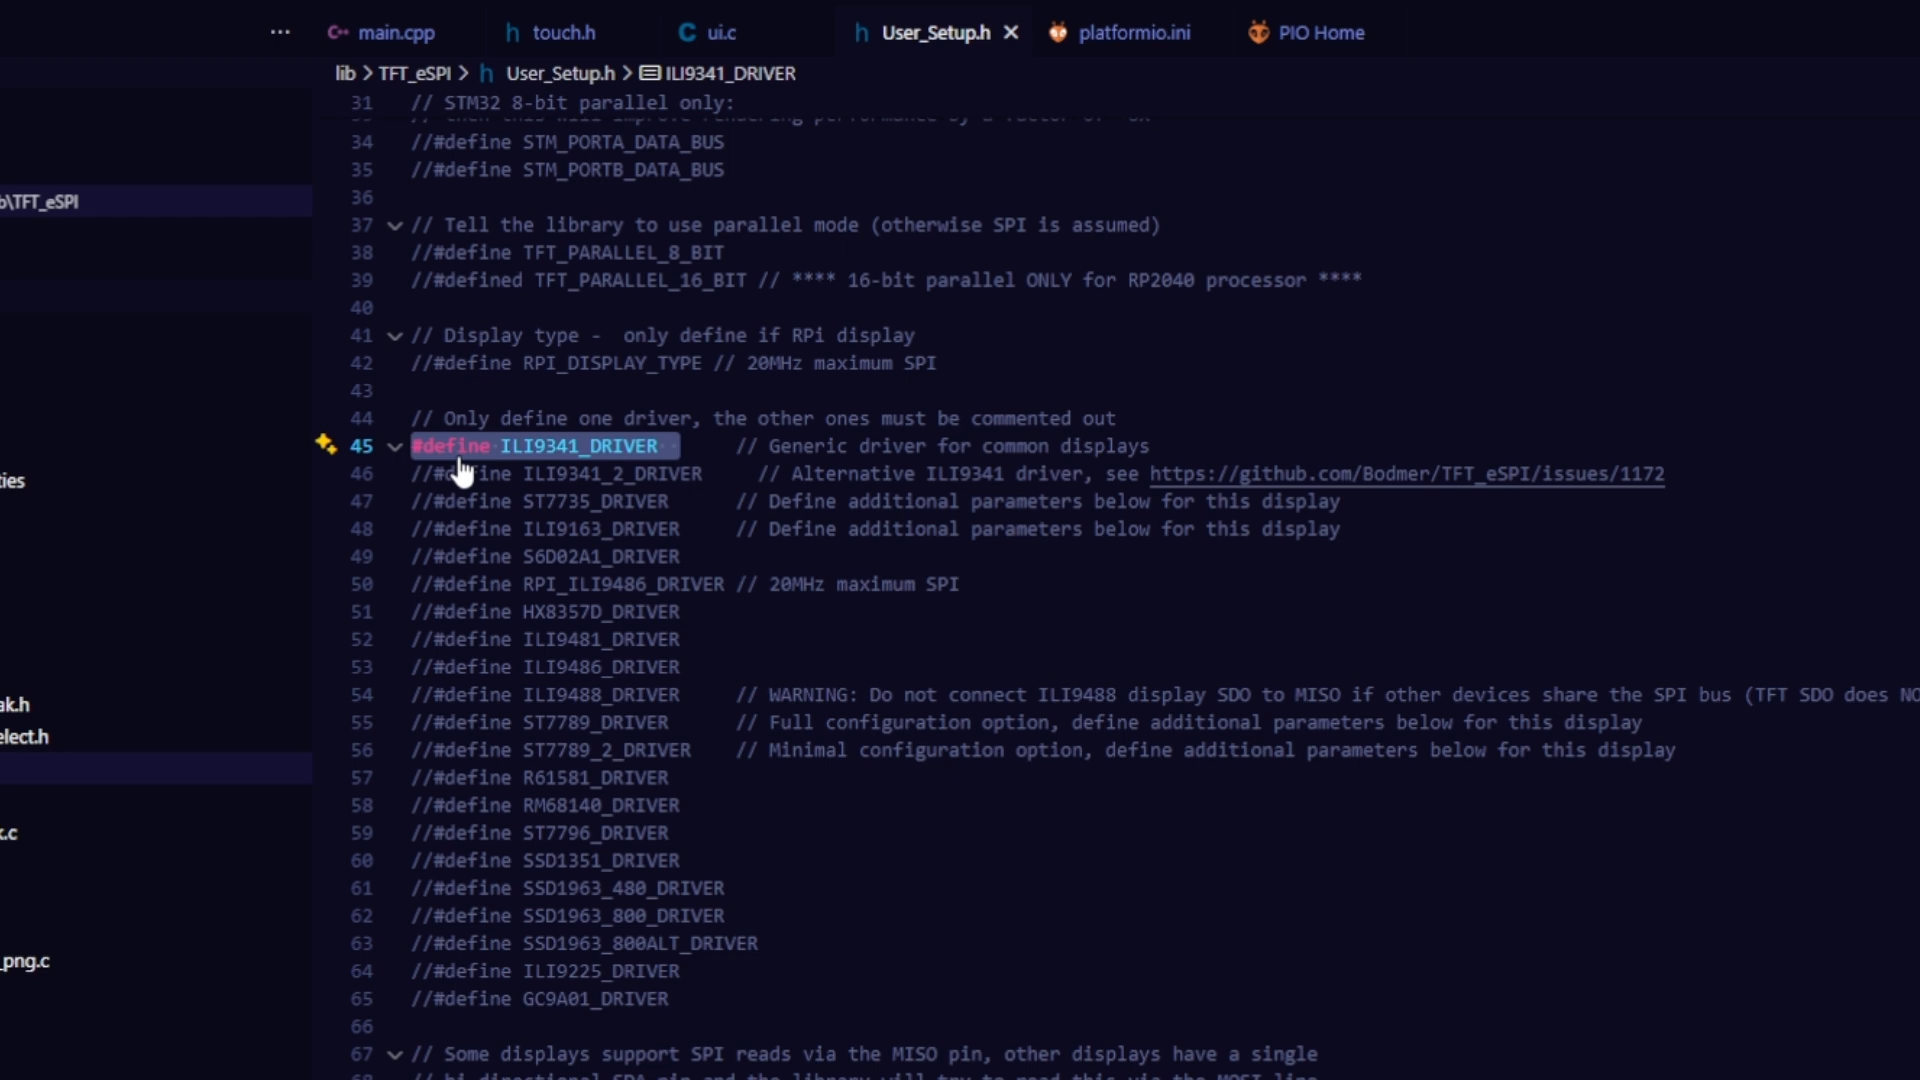 ··· main.cpp touch.h ui.c User_Setup.h platformio.ini PIO Home
lib > TFT_eSPI > h User_Setup.h > ILI9341_DRIVER
b\TFT_eSPI
ties
ak.h
elect.h
k.c
_png.c
31 // STM32 8-bit parallel only:
34 //#define STM_PORTA_DATA_BUS
35 //#define STM_PORTB_DATA_BUS
36
37 // Tell the library to use parallel mode (otherwise SPI is assumed)
38 //#define TFT_PARALLEL_8_BIT
39 //#defined TFT_PARALLEL_16_BIT // **** 16-bit parallel ONLY for RP2040 processor ****
40
41 // Display type -  only define if RPi display
42 //#define RPI_DISPLAY_TYPE // 20MHz maximum SPI
43
44 // Only define one driver, the other ones must be commented out
45 #define ILI9341_DRIVER       // Generic driver for common displays
46 //#define ILI9341_2_DRIVER     // Alternative ILI9341 driver, see https://github.com/Bodmer/TFT_eSPI/issues/1172
47 //#define ST7735_DRIVER      // Define additional parameters below for this display
48 //#define ILI9163_DRIVER     // Define additional parameters below for this display
49 //#define S6D02A1_DRIVER
50 //#define RPI_ILI9486_DRIVER // 20MHz maximum SPI
51 //#define HX8357D_DRIVER
52 //#define ILI9481_DRIVER
53 //#define ILI9486_DRIVER
54 //#define ILI9488_DRIVER     // WARNING: Do not connect ILI9488 display SDO to MISO if other devices share the SPI bus (TFT SDO does NO
55 //#define ST7789_DRIVER      // Full configuration option, define additional parameters below for this display
56 //#define ST7789_2_DRIVER    // Minimal configuration option, define additional parameters below for this display
57 //#define R61581_DRIVER
58 //#define RM68140_DRIVER
59 //#define ST7796_DRIVER
60 //#define SSD1351_DRIVER
61 //#define SSD1963_480_DRIVER
62 //#define SSD1963_800_DRIVER
63 //#define SSD1963_800ALT_DRIVER
64 //#define ILI9225_DRIVER
65 //#define GC9A01_DRIVER
66
67 // Some displays support SPI reads via the MISO pin, other displays have a single